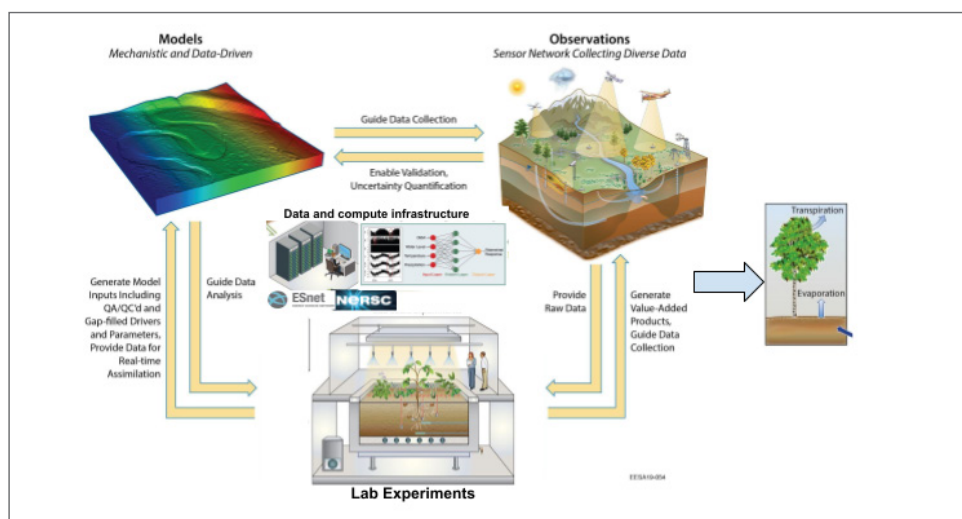 Models
Mechanistic and Data-Driven
Observations
Sensor Network Collecting Diverse Data
Guide Data Collection
Enable Validation,
Uncertainty Quantification
Data and compute infrastructure
ESnet
NERSC
Generate Model
Inputs Including
QA/QC'd and
Gap-filled Drivers
and Parameters,
Provide Data for
Real-time
Assimilation
Guide Data
Analysis
Provide
Raw Data
Generate
Value-Added
Products,
Guide Data
Collection
Transpiration
Evaporation
Lab Experiments